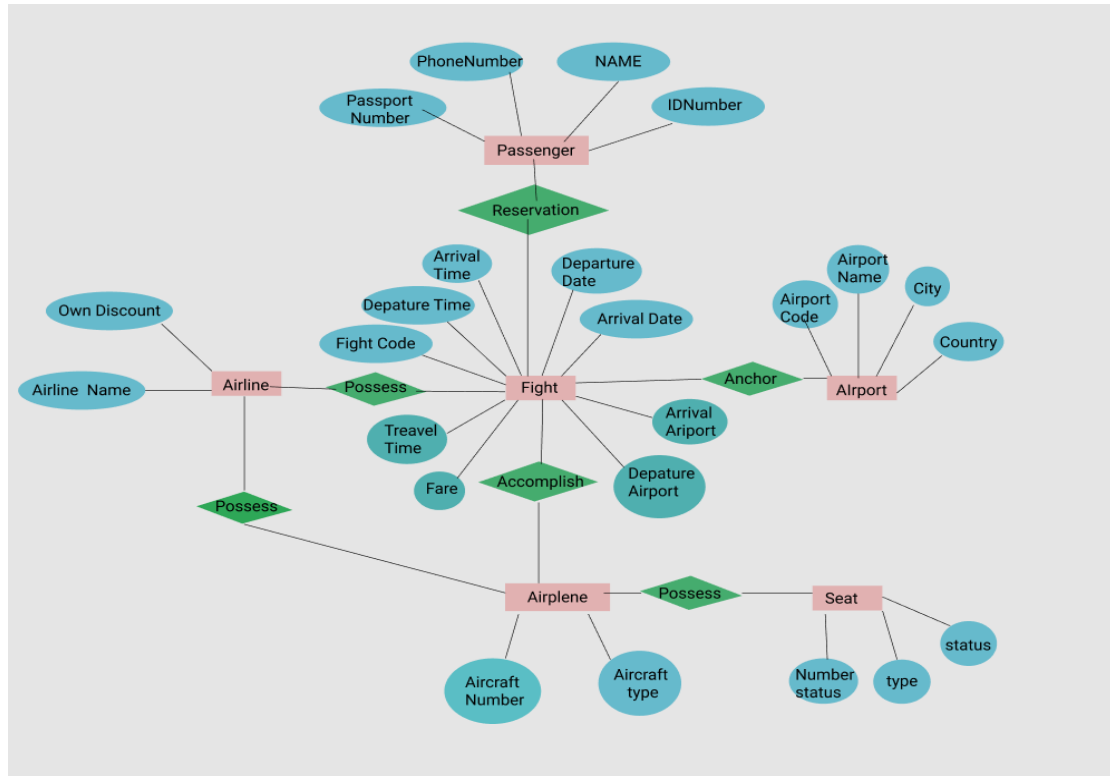 PhoneNumber
NAME
Passport
Number
IDNumber
Passenger
Reservation
Arrival
Time
Departure
Date
Airport
Name
City
Airport
Code
Depature Time
Arrival Date
Own Discount
Fight Code
Country
Airline Name
Airline
Possess
Fight
Anchor
AIrport
Treavel
Time
Arrival
Ariport
Fare
Accomplish
Depature
Airport
Possess
Airplene
Possess
Seat
status
Aircraft
Number
Aircraft
type
Number
status
type